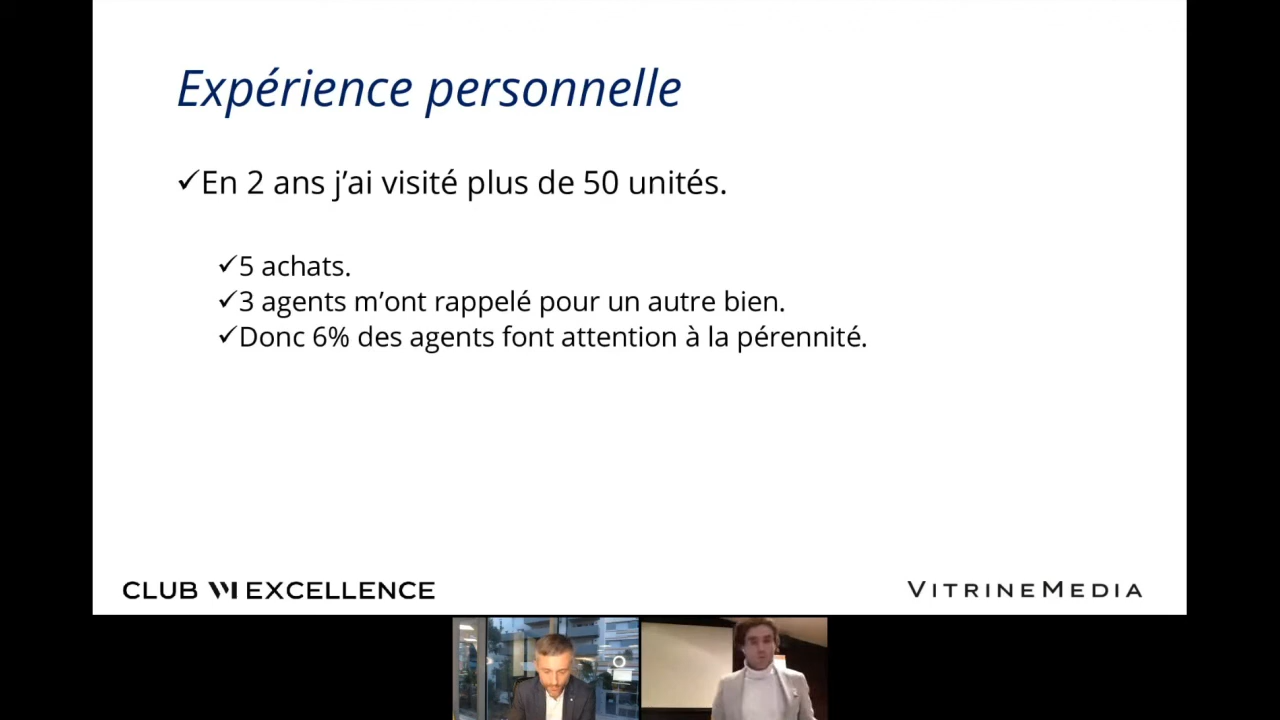 Expérience personnelle
✓En 2 ans j’ai visité plus de 50 unités.
✓5 achats.
✓3 agents m’ont rappelé pour un autre bien.
✓Donc 6% des agents font attention à la pérennité.
CLUB VM EXCELLENCE
VITRINEMEDIA